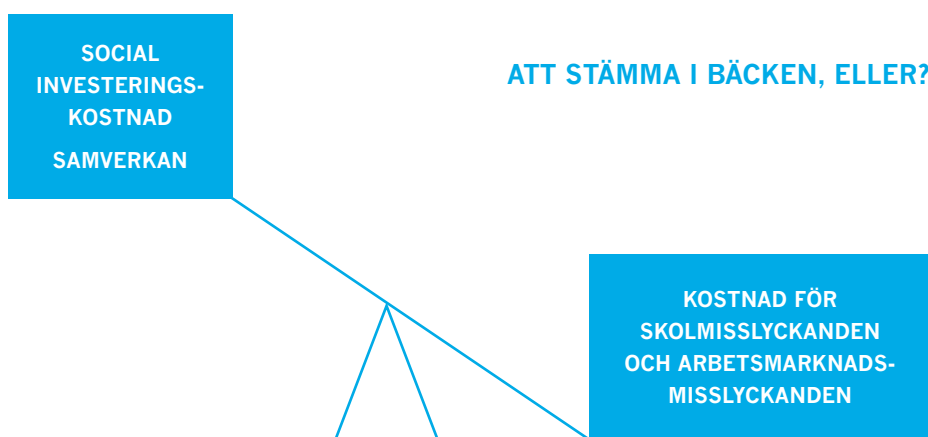 SOCIAL
INVESTERINGS-
KOSTNAD
SAMVERKAN
ATT STÄMMA I BÄCKEN, ELLER?
KOSTNAD FÖR
SKOLMISSLYCKANDEN
OCH ARBETSMARKNADS-
MISSLYCKANDEN